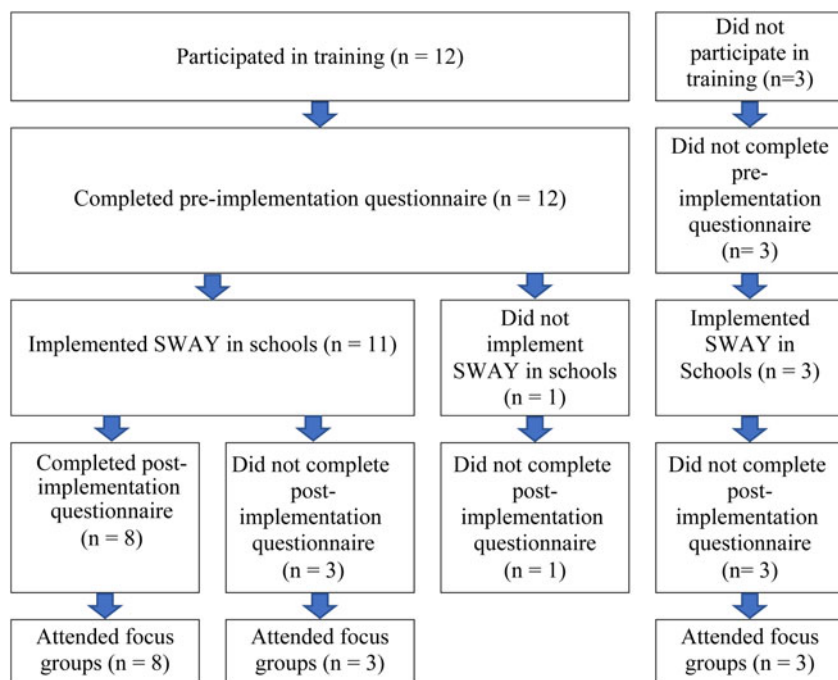 Participated in training (n = 12)
Did not
participate in
training (n=3)
Completed pre-implementation questionnaire (n = 12)
Did not complete
pre-
implementation
questionnaire
(n= 3)
Implemented SWAY in schools (n = 11)
Did not
implement
SWAY in schools
(n = 1)
Implemented
SWAY in
Schools (n = 3)
Completed post-
implementation
questionnaire
(n = 8)
Did not complete
post-
implementation
questionnaire
(n = 3)
Did not complete
post-
implementation
questionnaire
(n = 1)
Did not complete
post-
implementation
questionnaire
(n= 3)
Attended focus
groups (n = 8)
Attended focus
groups (n = 3)
Attended focus
groups (n = 3)